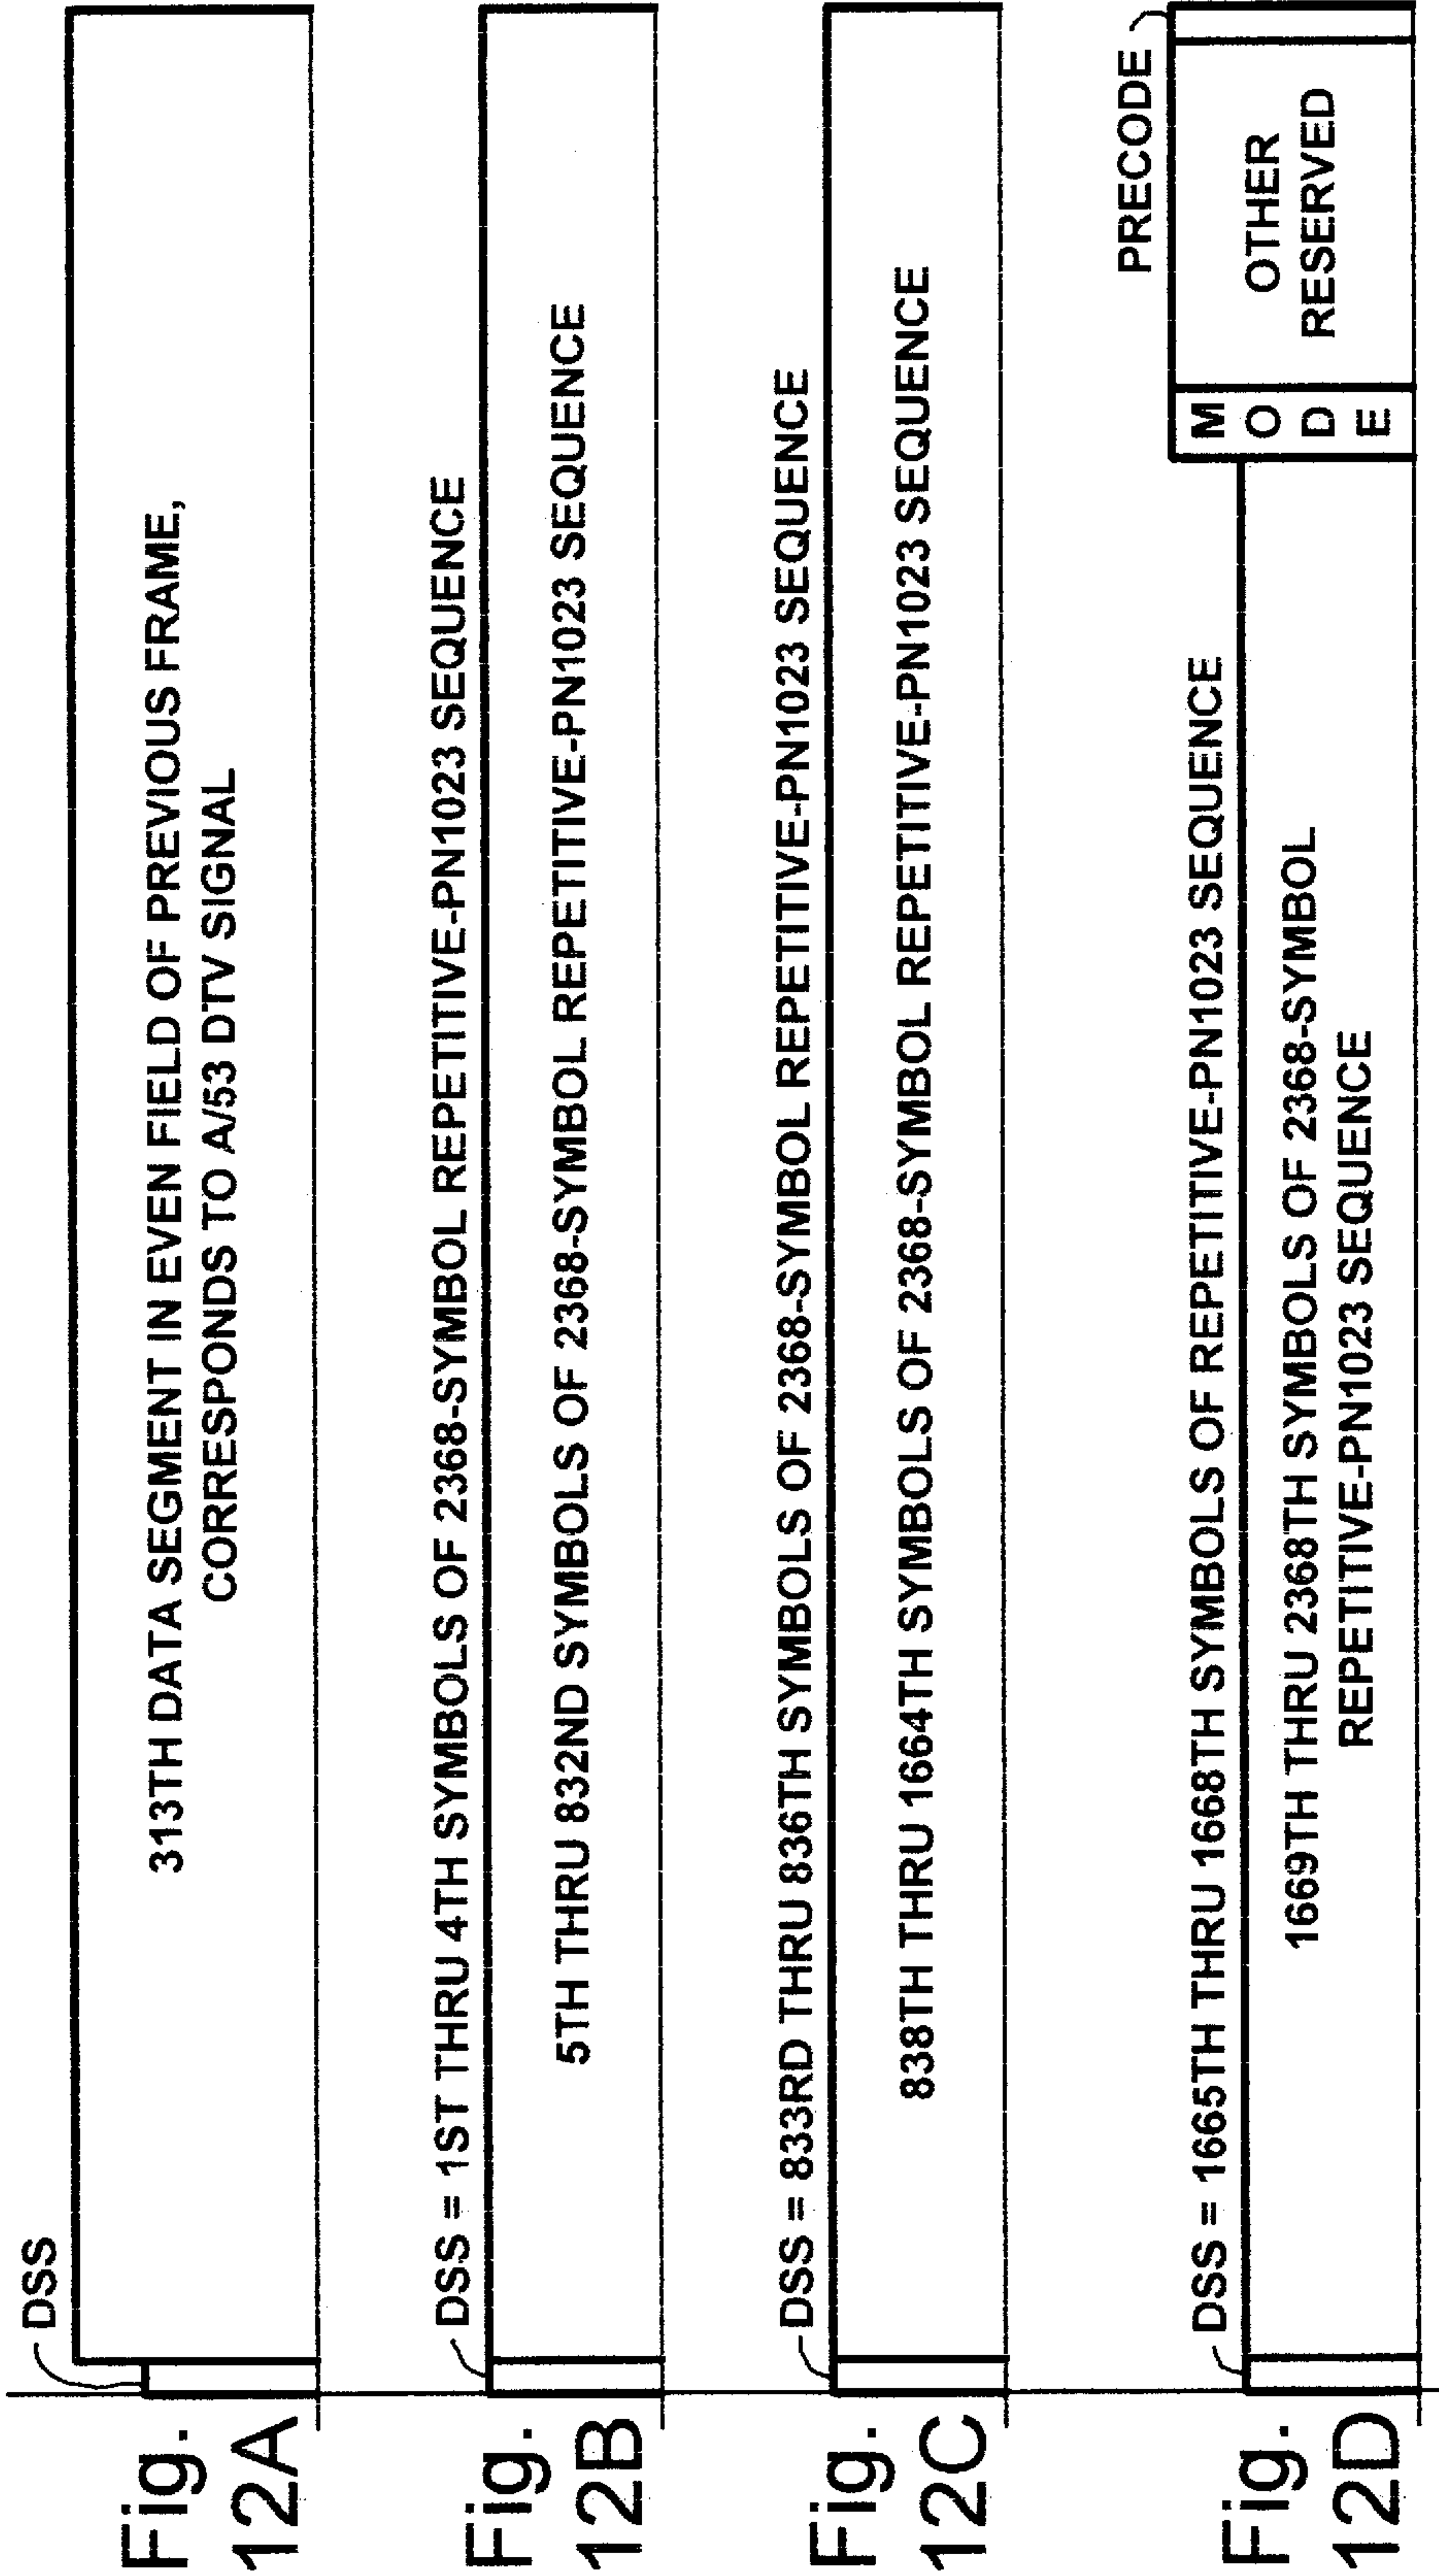 Fig.
12A
DSS
313TH DATA SEGMENT IN EVEN FIELD OF PREVIOUS FRAME,
CORRESPONDS TO A/53 DTV SIGNAL
Fig.
12B
DSS = 1ST THRU 4TH SYMBOLS OF 2368-SYMBOL REPETITIVE-PN1023 SEQUENCE
5TH THRU 832ND SYMBOLS OF 2368-SYMBOL REPETITIVE-PN1023 SEQUENCE
Fig.
12C
DSS = 833RD THRU 836TH SYMBOLS OF 2368-SYMBOL REPETITIVE-PN1023 SEQUENCE
838TH THRU 1664TH SYMBOLS OF 2368-SYMBOL REPETITIVE-PN1023 SEQUENCE
Fig.
12D
DSS = 1665TH THRU 1668TH SYMBOLS OF REPETITIVE-PN1023 SEQUENCE
1669TH THRU 2368TH SYMBOLS OF 2368-SYMBOL
REPETITIVE-PN1023 SEQUENCE
M
O
D
E
OTHER
RESERVED
PRECODE